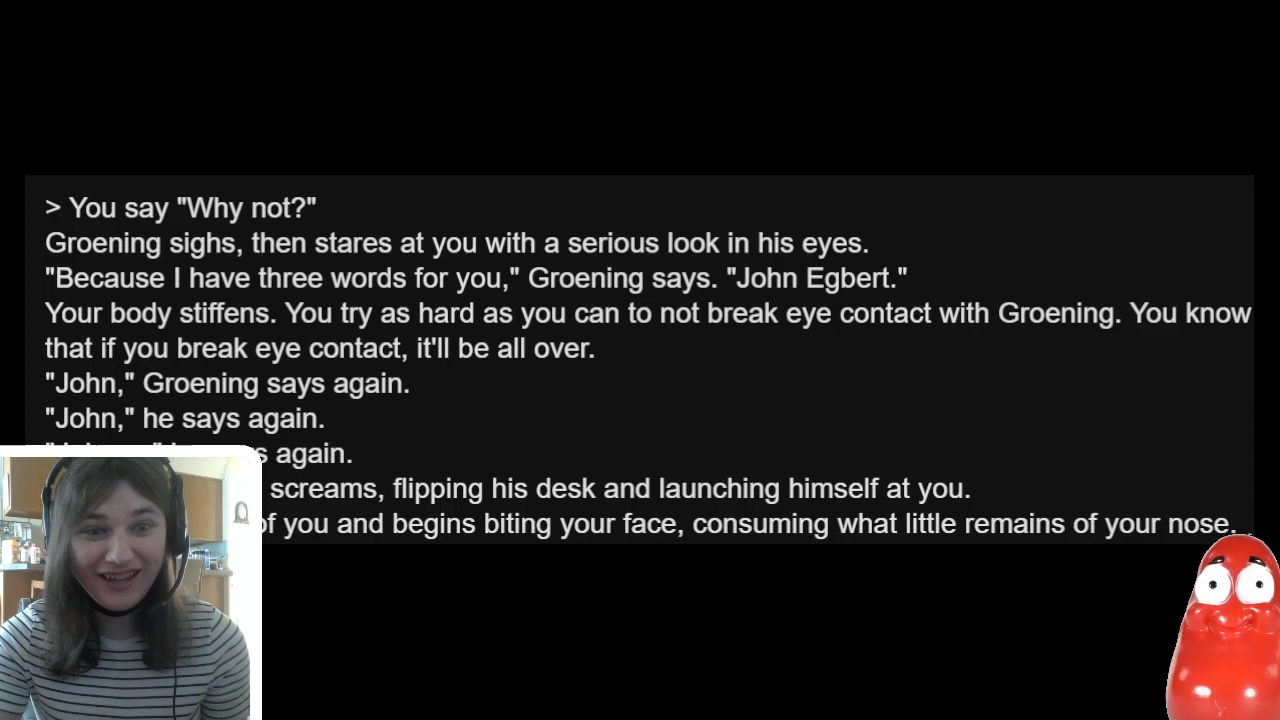 > You say "Why not?"
Groening sighs, then stares at you with a serious look in his eyes.
"Because I have three words for you," Groening says. "John Egbert."
Your body stiffens. You try as hard as you can to not break eye contact with Groening. You know
that if you break eye contact, it'll be all over.
"John," Groening says again.
"John," he says again.
again.
screams, flipping his desk and launching himself at you.
of you and begins biting your face, consuming what little remains of your nose.